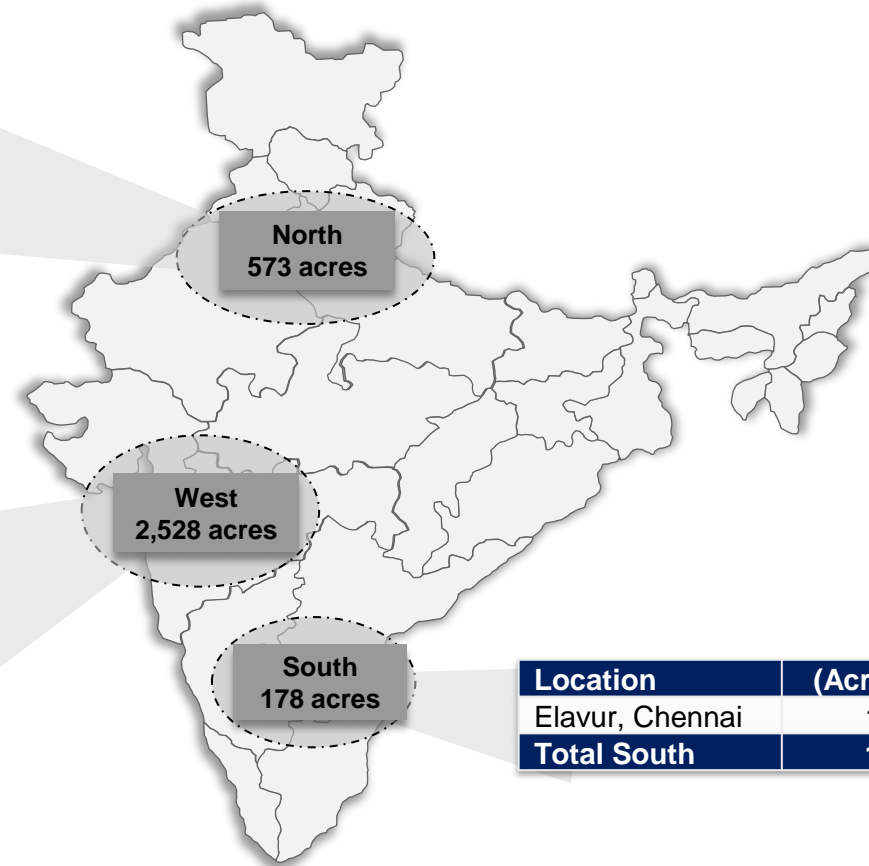 North
573 acres
West
2,528 acres
South
178 acres
Location
Elavur, Chennai
Total South